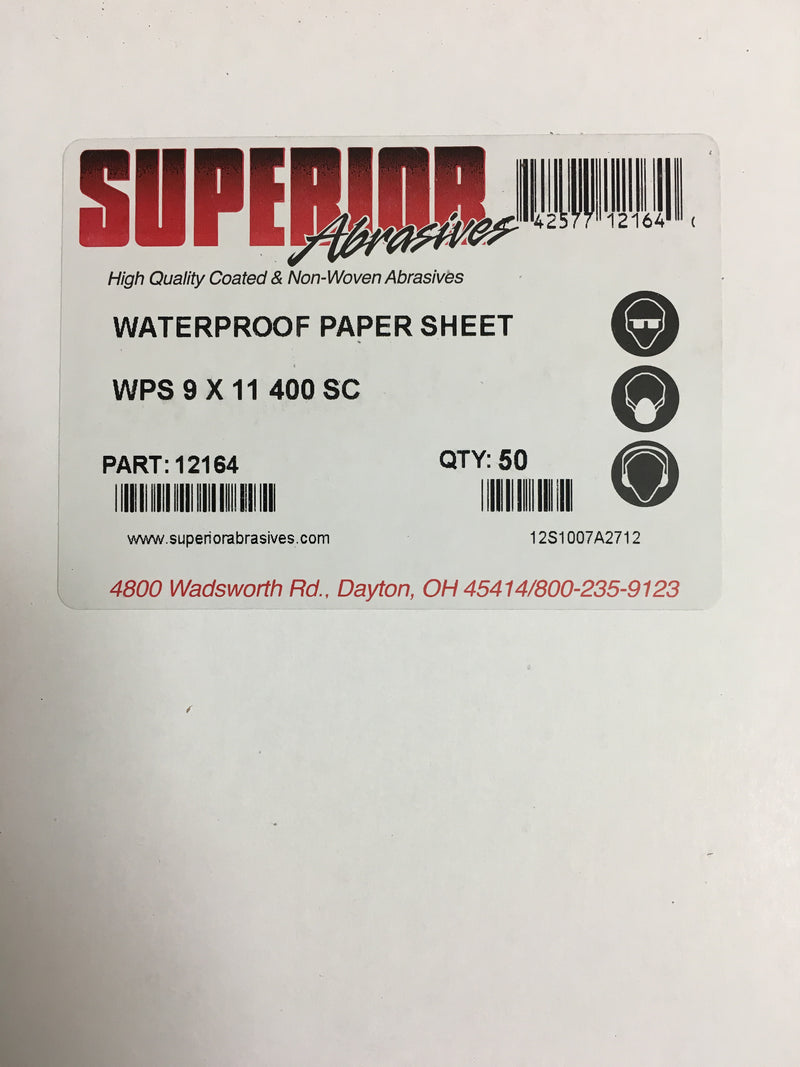 SUPERIOR
Abrasives
42577 12164
High Quality Coated & Non-Woven Abrasives
WATERPROOF PAPER SHEET
WPS 9 X 11 400 SC
PART: 12164
QTY: 50
www.superiorabrasives.com
12S1007A2712
4800 Wadsworth Rd., Dayton, OH 45414/800-235-9123